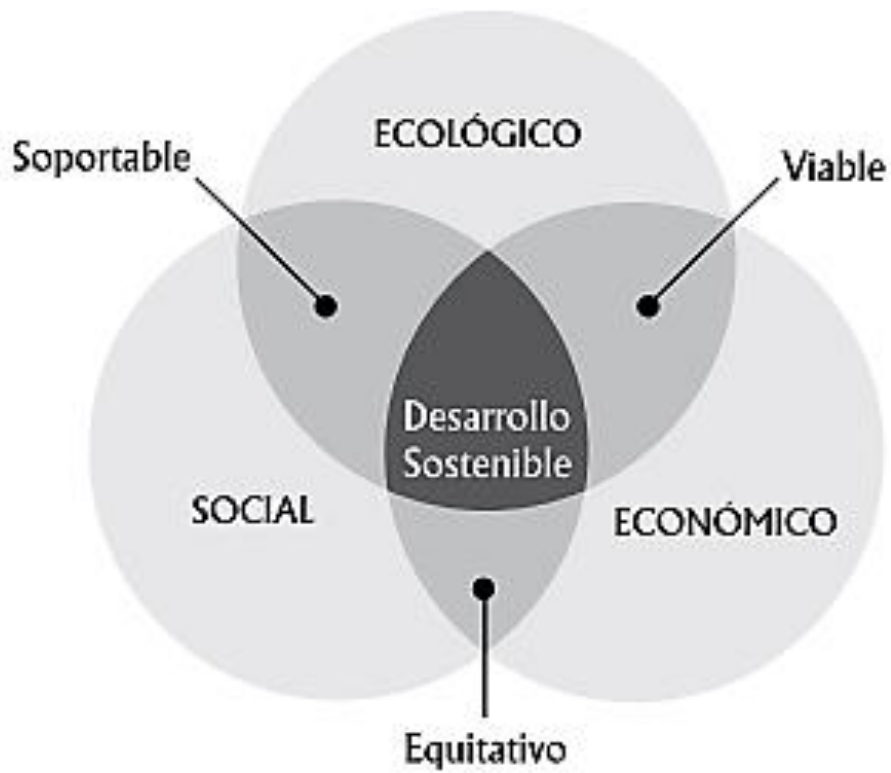 ECOLÓGICO
Soportable
Viable
Desarrollo
Sostenible
SOCIAL
ECONÓMICO
Equitativo